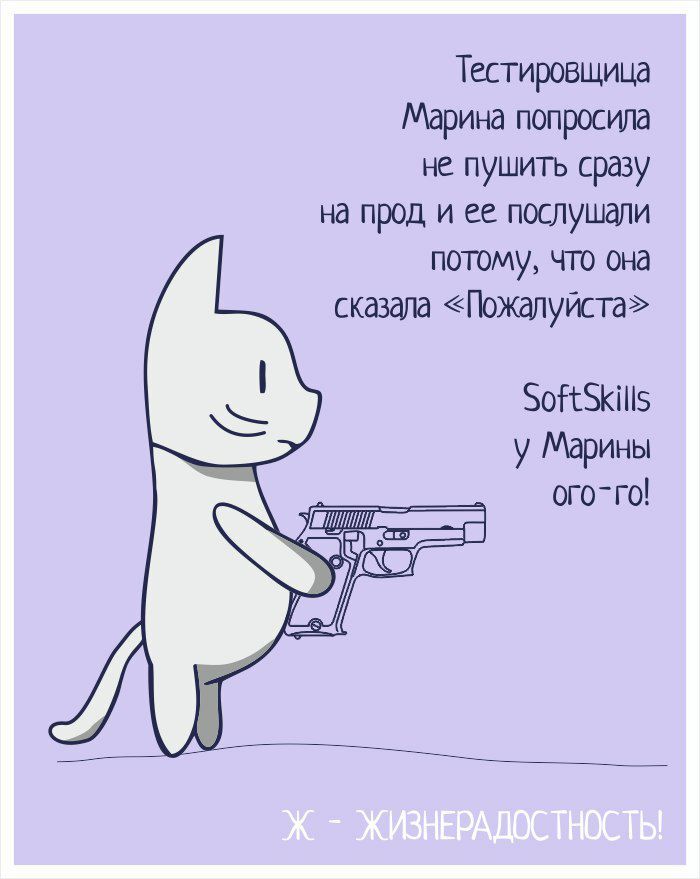 Тестировщица
Марина попросила
не пушить сразу
на прод и ее послушали
потому, что она
сказала «Пожалуйста»
SoftSkills
у Марины
ого-го!
Ж - ЖИЗНЕРАДОСТНОСТЬ!